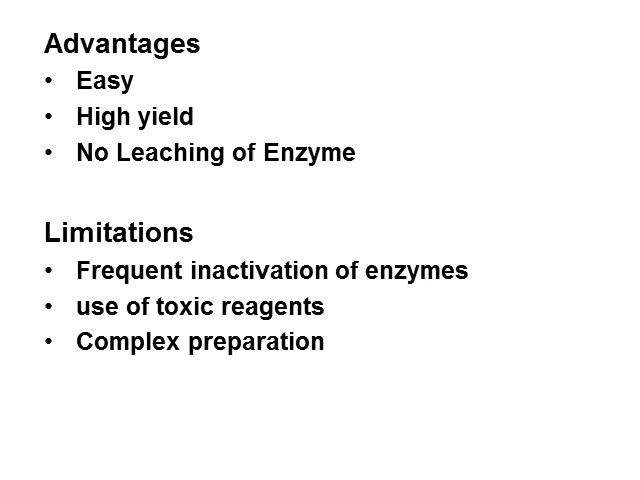 Advantages
• Easy
• High yield
• No Leaching of Enzyme
Limitations
• Frequent inactivation of enzymes
• use of toxic reagents
• Complex preparation